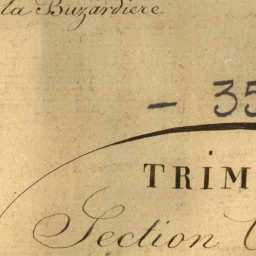 la Buzardiere
- 35
TRIM
Section